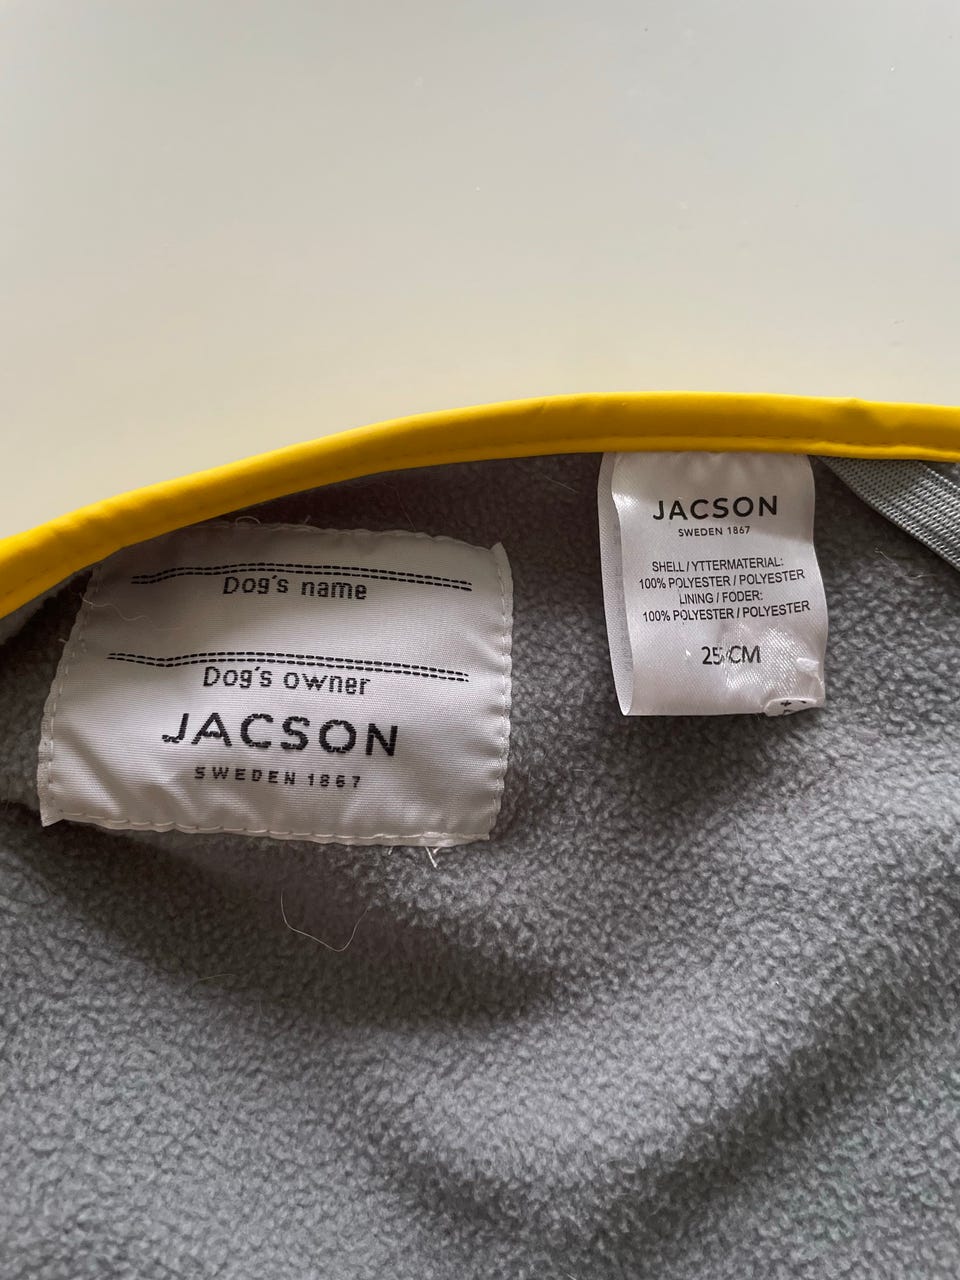 Dog's name
Dog's owner
JACSON
SWEDEN 1867
JACSON
SWEDEN 1867
SHELL / YTTERMATERIAL:
100% POLYESTER / POLYESTER
LINING / FODER:
100% POLYESTER / POLYESTER
25 CM